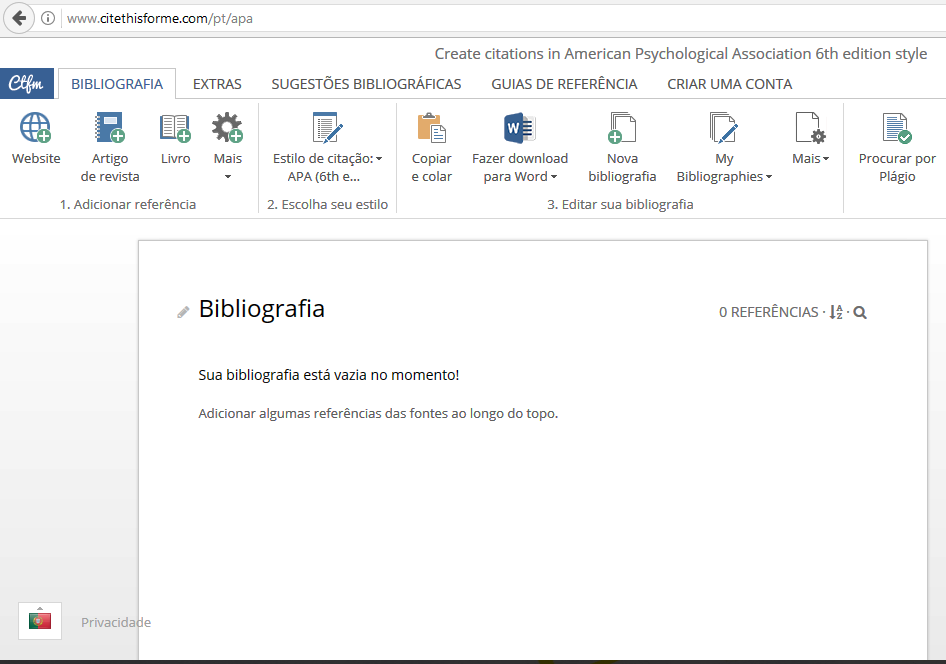 www.citethisforme.com/pt/apa
Create citations in American Psychological Association 6th edition style
Ctfm
BIBLIOGRAFIA
EXTRAS
SUGESTÕES BIBLIOGRÁFICAS
GUIAS DE REFERÊNCIA
CRIAR UMA CONTA
Website
Artigo
de revista
Livro
Mais
1. Adicionar referência
Estilo de citação:
APA (6th e...
2. Escolha seu estilo
Copiar
e colar
Fazer download
para Word
Nova
bibliografia
My
Bibliographies
Mais
3. Editar sua bibliografia
Procurar por
Plágio
Bibliografia
0 REFERÊNCIAS ·
Sua bibliografia está vazia no momento!
Adicionar algumas referências das fontes ao longo do topo.
Privacidade